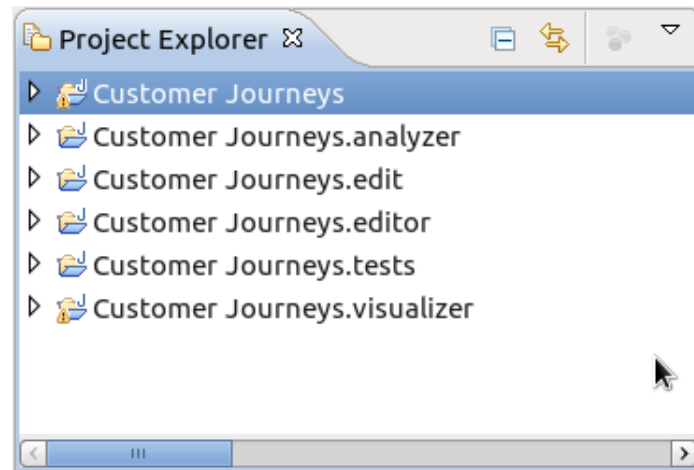 Project Explorer
Customer Journeys
Customer Journeys.analyzer
Customer Journeys.edit
Customer Journeys.editor
Customer Journeys.tests
Customer Journeys.visualizer